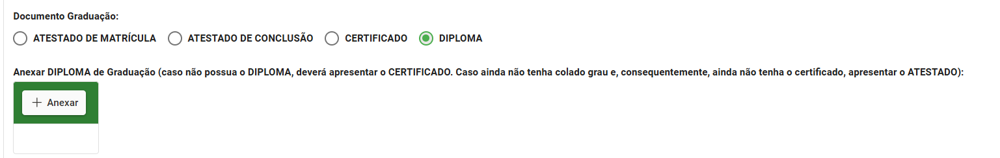 Documento Graduação:
ATESTADO DE MATRÍCULA ATESTADO DE CONCLUSÃO CERTIFICADO DIPLOMA
Anexar DIPLOMA de Graduação (caso não possua o DIPLOMA, deverá apresentar o CERTIFICADO. Caso ainda não tenha colado grau e, consequentemente, ainda não tenha o certificado, apresentar o ATESTADO):
+ Anexar